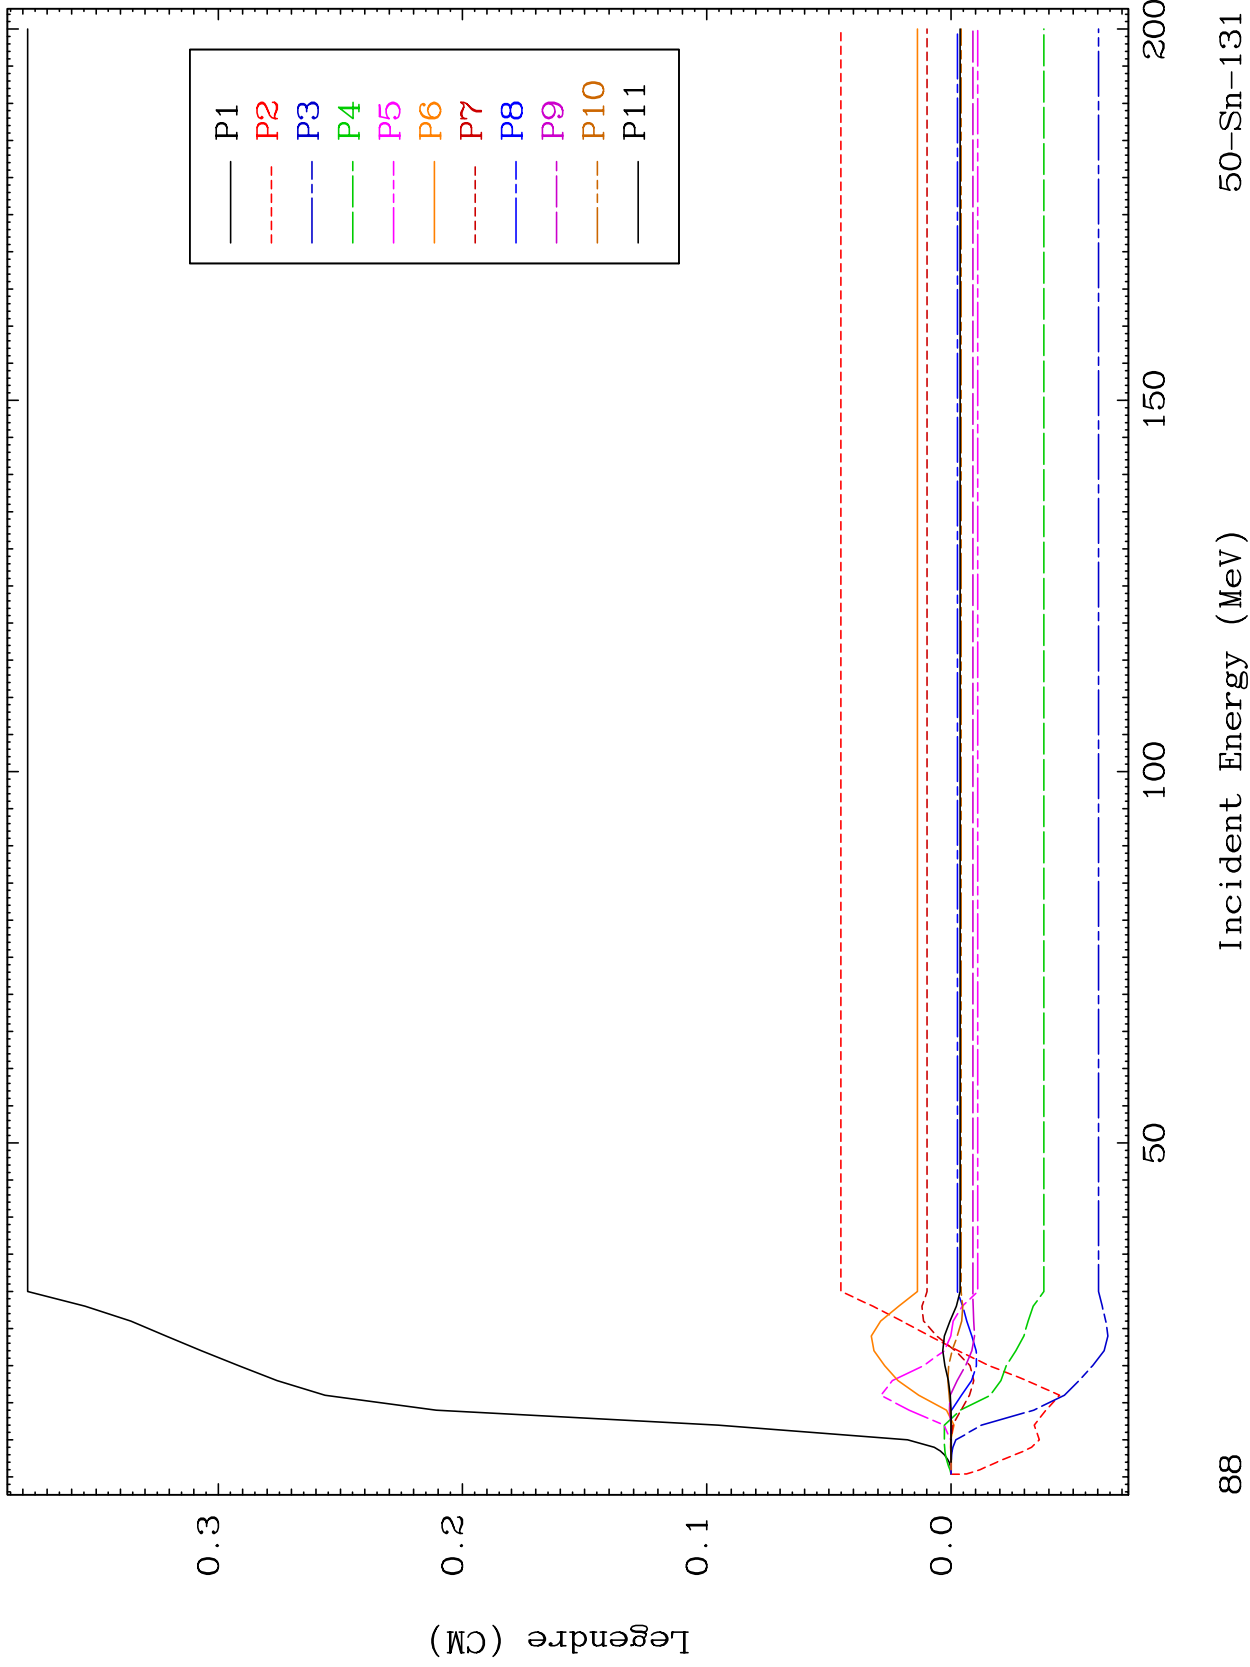 Legendre (CM)
0.3
0.2
0.1
0.0
P1
P2
P3
P4
P5
P6
P7
P8
P9
P10
P11
50
100
150
200
Incident Energy (MeV)
88
50-Sn-131